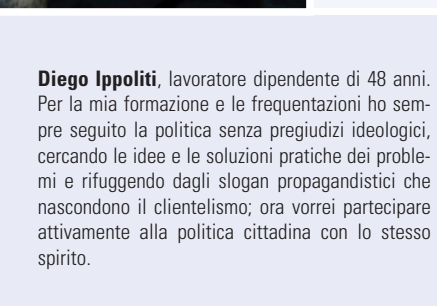 Diego Ippoliti, lavoratore dipendente di 48 anni.
Per la mia formazione e le frequentazioni ho sem-
pre seguito la politica senza pregiudizi ideologici,
cercando le idee e le soluzioni pratiche dei proble-
mi e rifuggendo dagli slogan propagandistici che
nascondono il clientelismo; ora vorrei partecipare
attivamente alla politica cittadina con lo stesso
spirito.